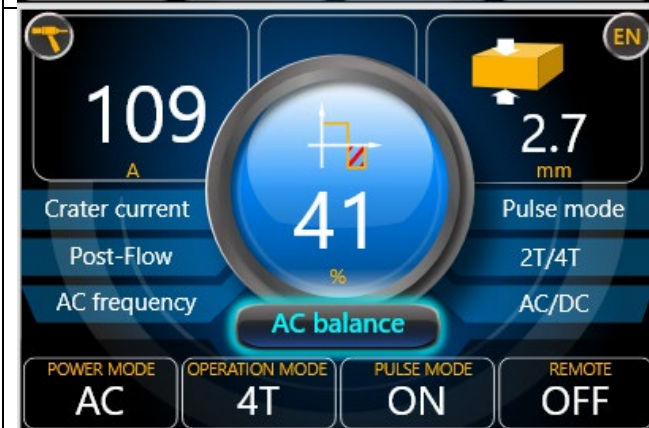 EN
109
A
2.7
mm
41
%
Crater current
Pulse mode
Post-Flow
2T/4T
AC frequency
AC/DC
AC balance
POWER MODE
OPERATION MODE
PULSE MODE
REMOTE
AC
4T
ON
OFF